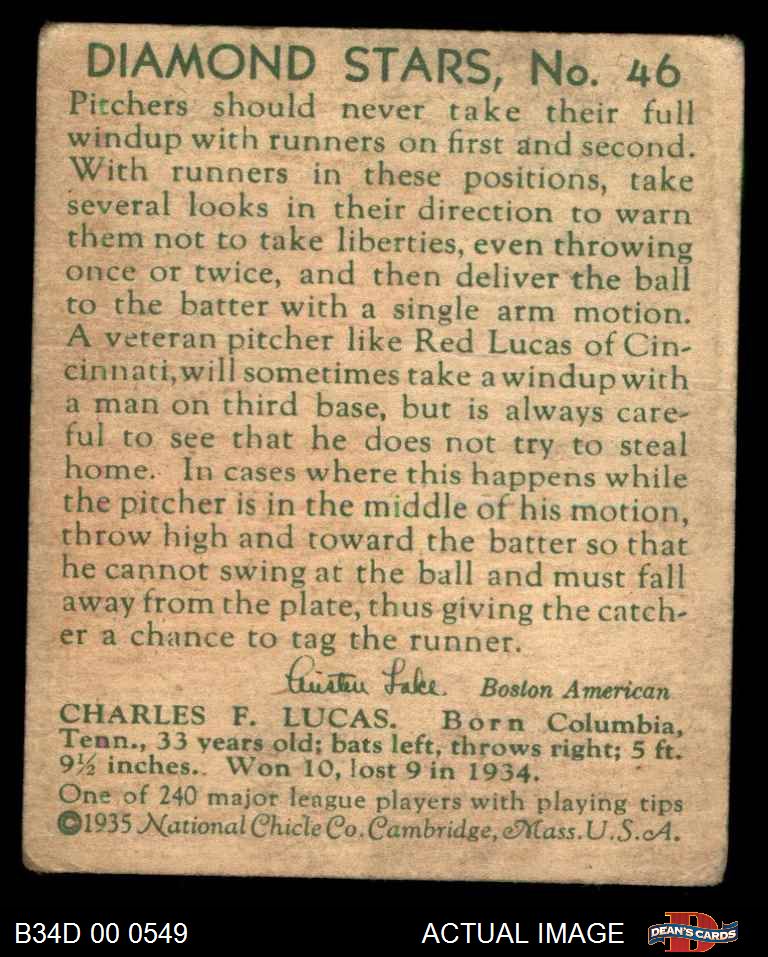 DIAMOND STARS, No. 46
Pitchers should never take their full
windup with runners on first and second.
With runners in these positions, take
several looks in their direction to warn
them not to take liberties, even throwing
once or twice, and then deliver the ball
to the batter with a single arm motion.
A veteran pitcher like Red Lucas of Cin-
cinnati, will sometimes take a windup with
a man on third base, but is always care-
ful to see that he does not try to steal
home. In cases where this happens while
the pitcher is in the middle of his motion,
throw high and toward the batter so that
he cannot swing at the ball and must fall
away from the plate, thus giving the catch-
er a chance to tag the runner.
Austen Lake. Boston American
CHARLES F. LUCAS. Born Columbia,
Tenn., 33 years old; bats left, throws right; 5 ft.
9½ inches.. Won 10, lost 9 in 1934.
One of 240 major league players with playing tips
©1935 National Chicle Co. Cambridge, Mass. U.S.A.
B34D 00 0549 ACTUAL IMAGE DEAN'S CARDS